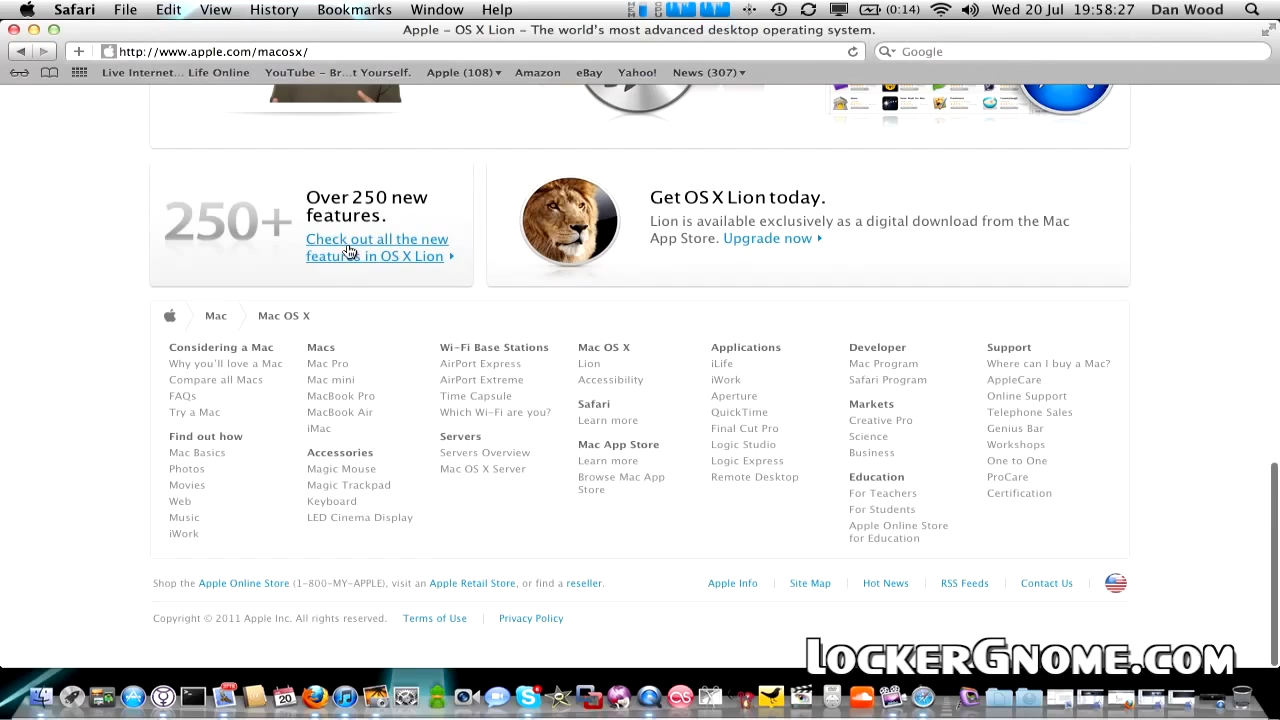 Safari File Edit View History Bookmarks Window Help (0:14) Wed 20 Jul 19:58:27 Dan Wood
Apple – OS X Lion – The world's most advanced desktop operating system.
http://www.apple.com/macosx/ Google
Live Internet... Life Online YouTube – Br...t Yourself. Apple (108) Amazon eBay Yahoo! News (307)
250+
Over 250 new
features.
Check out all the new
features in OS X Lion
Get OS X Lion today.
Lion is available exclusively as a digital download from the Mac
App Store. Upgrade now
Mac Mac OS X
Considering a Mac
Why you'll love a Mac
Compare all Macs
FAQs
Try a Mac
Find out how
Mac Basics
Photos
Movies
Web
Music
iWork
Macs
Mac Pro
Mac mini
MacBook Pro
MacBook Air
iMac
Accessories
Magic Mouse
Magic Trackpad
Keyboard
LED Cinema Display
Wi-Fi Base Stations
AirPort Express
AirPort Extreme
Time Capsule
Which Wi-Fi are you?
Servers
Servers Overview
Mac OS X Server
Mac OS X
Lion
Accessibility
Safari
Learn more
Mac App Store
Learn more
Browse Mac App
Store
Applications
iLife
iWork
Aperture
QuickTime
Final Cut Pro
Logic Studio
Logic Express
Remote Desktop
Developer
Mac Program
Safari Program
Markets
Creative Pro
Science
Business
Education
For Teachers
For Students
Apple Online Store
for Education
Support
Where can I buy a Mac?
AppleCare
Online Support
Telephone Sales
Genius Bar
Workshops
One to One
ProCare
Certification
Shop the Apple Online Store (1-800-MY-APPLE), visit an Apple Retail Store, or find a reseller.
Apple Info Site Map Hot News RSS Feeds Contact Us
Copyright © 2011 Apple Inc. All rights reserved. Terms of Use Privacy Policy
LockerGnome.com
20